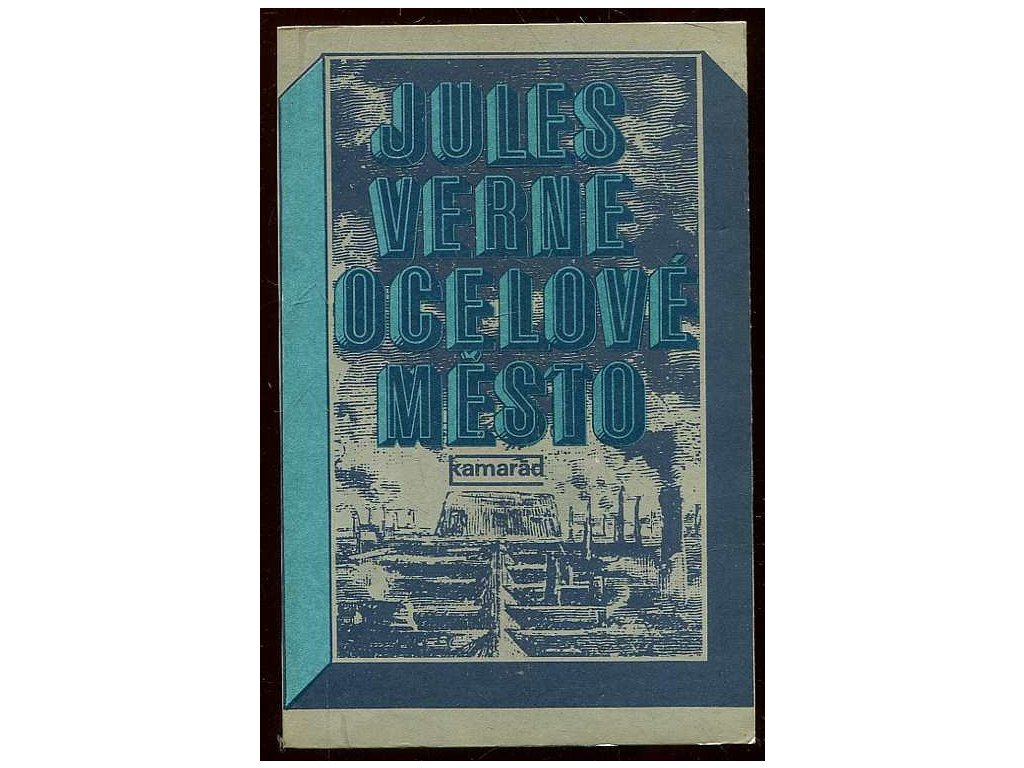 JULES
VERNE
OCELOVÉ
MĚSTO
kamarád